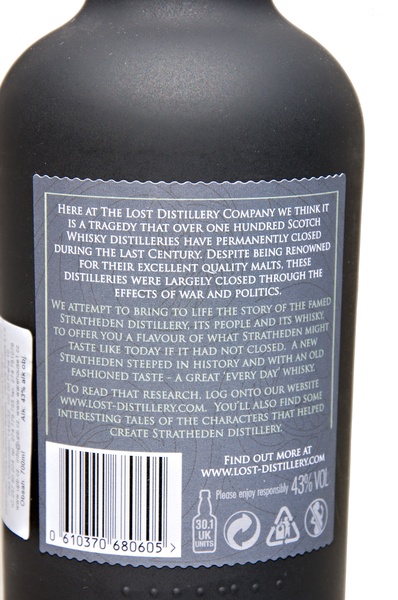 Here at The Lost Distillery Company we think it
is a tragedy that over one hundred Scotch
Whisky distilleries have permanently closed
during the last Century. Despite being renowned
for their excellent quality malts, these
distilleries were largely closed through the
effects of war and politics.
We attempt to bring to life the story of the famed
Stratheden distillery, its people and its whisky,
to offer you a flavour of what Stratheden might
taste like today if it had not closed. A new
Stratheden steeped in history and with an old
fashioned taste – a great 'every day' whisky.
To read that research, log onto our website
www.lost-distillery.com. You'll also find some
interesting tales of the characters that helped
create Stratheden distillery.
Find out more at
www.lost-distillery.com
Please enjoy responsibly 43% VOL
30.1
UK
UNITS
0 610370 680605 >
Obsah: 700ml Alk. 43% alk obj